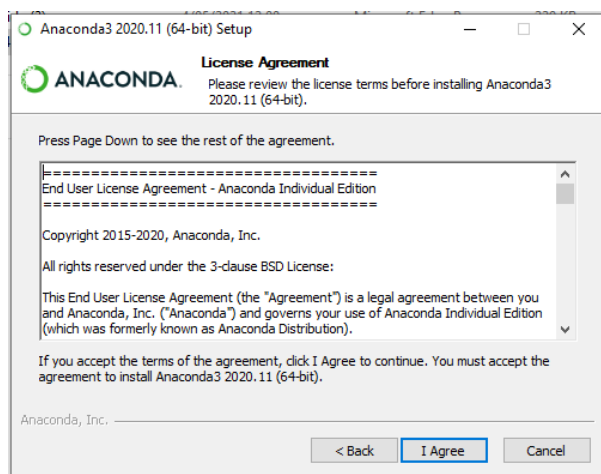 Anaconda3 2020.11 (64-bit) Setup
ANACONDA.
License Agreement
Please review the license terms before installing Anaconda3
2020.11 (64-bit).
Press Page Down to see the rest of the agreement.
===================================
End User License Agreement - Anaconda Individual Edition
===================================
Copyright 2015-2020, Anaconda, Inc.
All rights reserved under the 3-clause BSD License:
This End User License Agreement (the "Agreement") is a legal agreement between you
and Anaconda, Inc. ("Anaconda") and governs your use of Anaconda Individual Edition
(which was formerly known as Anaconda Distribution).
If you accept the terms of the agreement, click I Agree to continue. You must accept the
agreement to install Anaconda3 2020.11 (64-bit).
Anaconda, Inc.
< Back
I Agree
Cancel